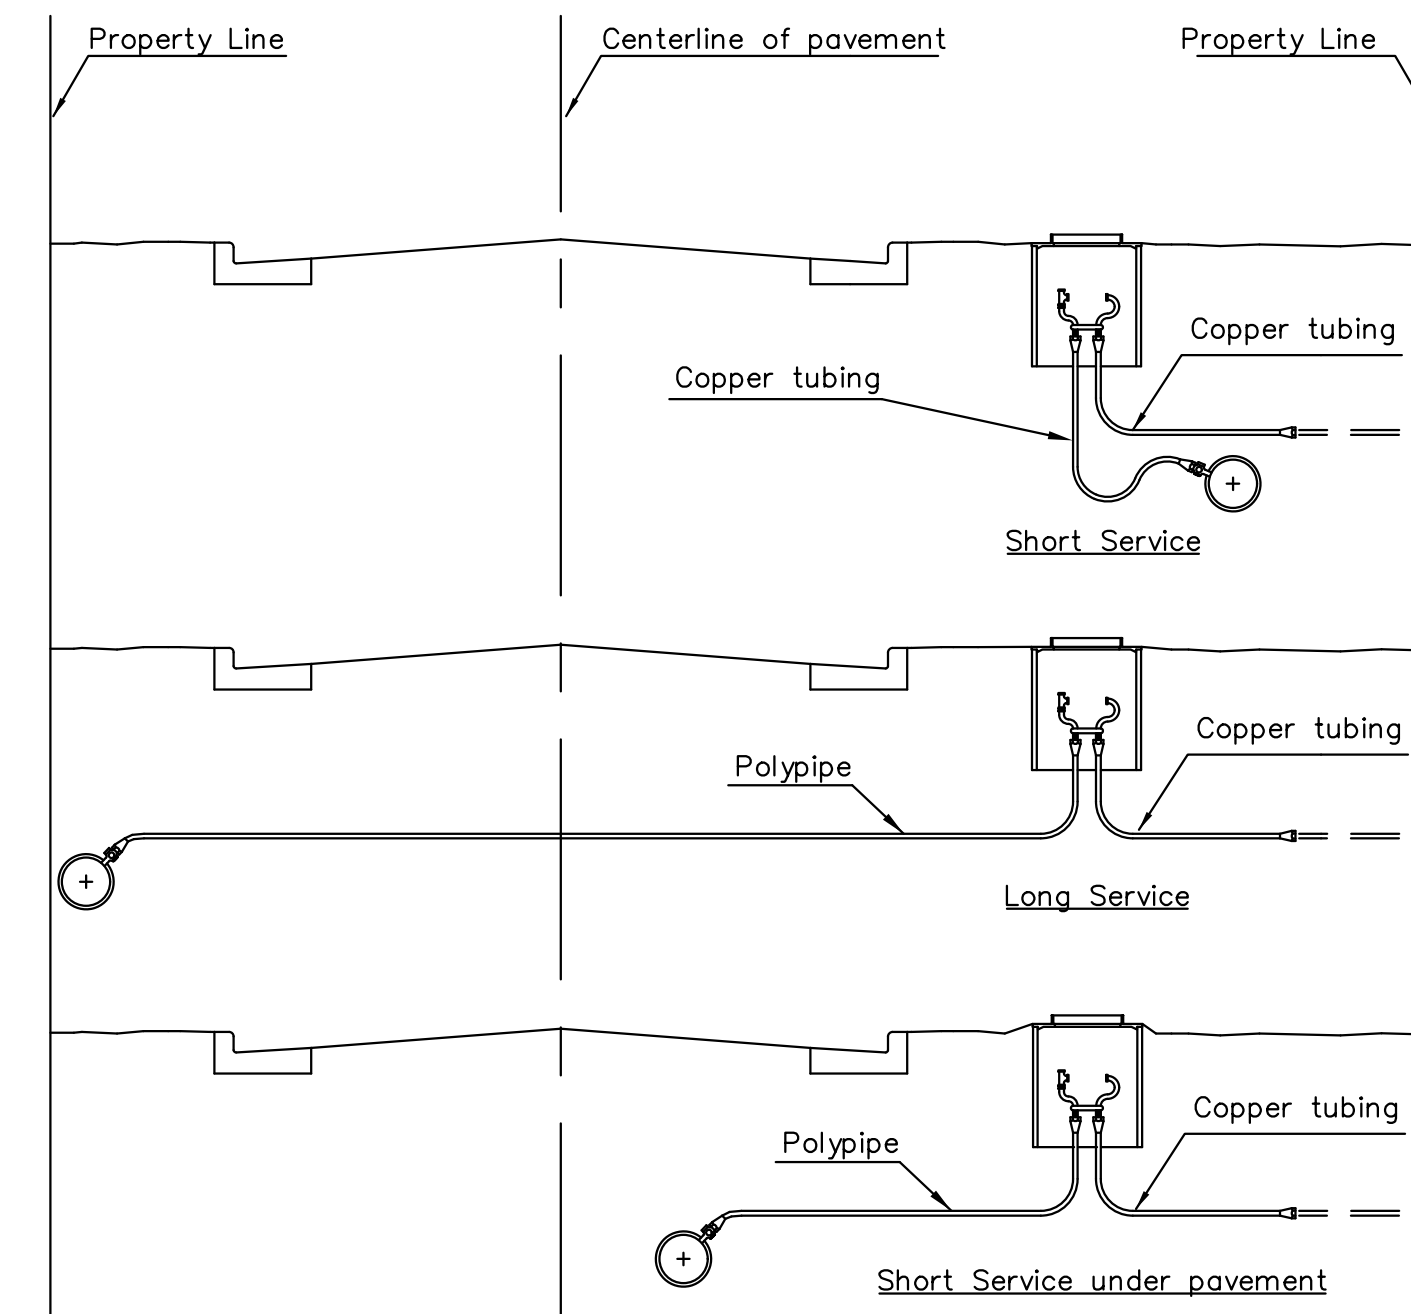 Property Line
Centerline of pavement
Property Line
Copper tubing
Copper tubing
Short Service
Copper tubing
Polypipe
Long Service
Copper tubing
Polypipe
Short Service under pavement